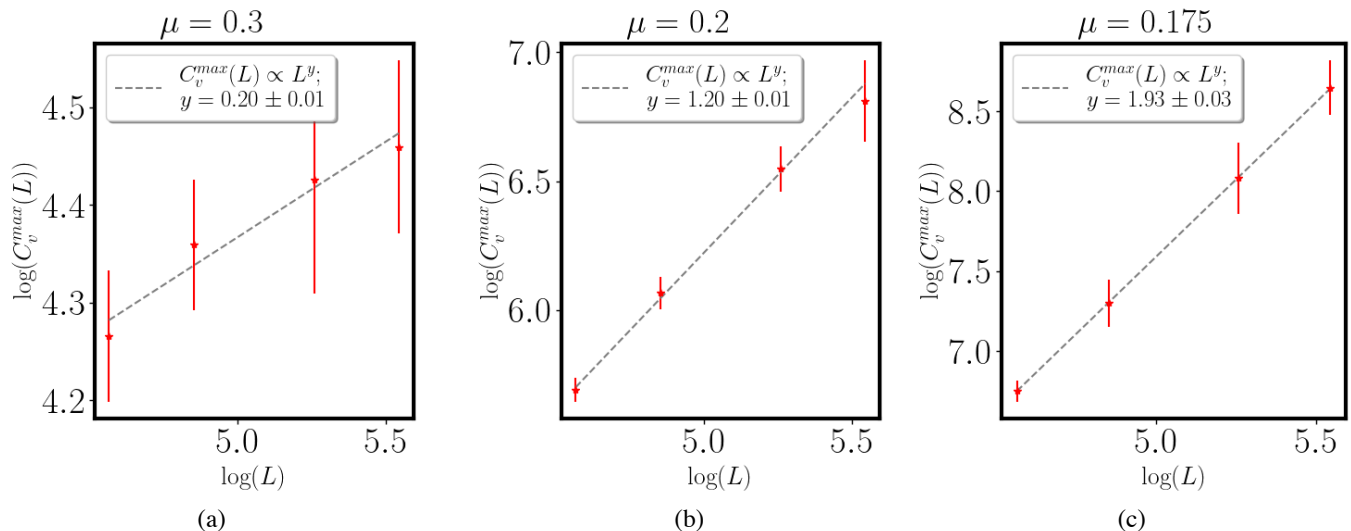 μ = 0.3
C_v^{max}(L) ∝ L^y;
y = 0.20 ± 0.01
log(C_v^{max}(L))
4.5
4.4
4.3
4.2
5.0 5.5
log(L)
(a)
μ = 0.2
C_v^{max}(L) ∝ L^y;
y = 1.20 ± 0.01
log(C_v^{max}(L))
7.0
6.5
6.0
5.0 5.5
log(L)
(b)
μ = 0.175
C_v^{max}(L) ∝ L^y;
y = 1.93 ± 0.03
log(C_v^{max}(L))
8.5
8.0
7.5
7.0
5.0 5.5
log(L)
(c)